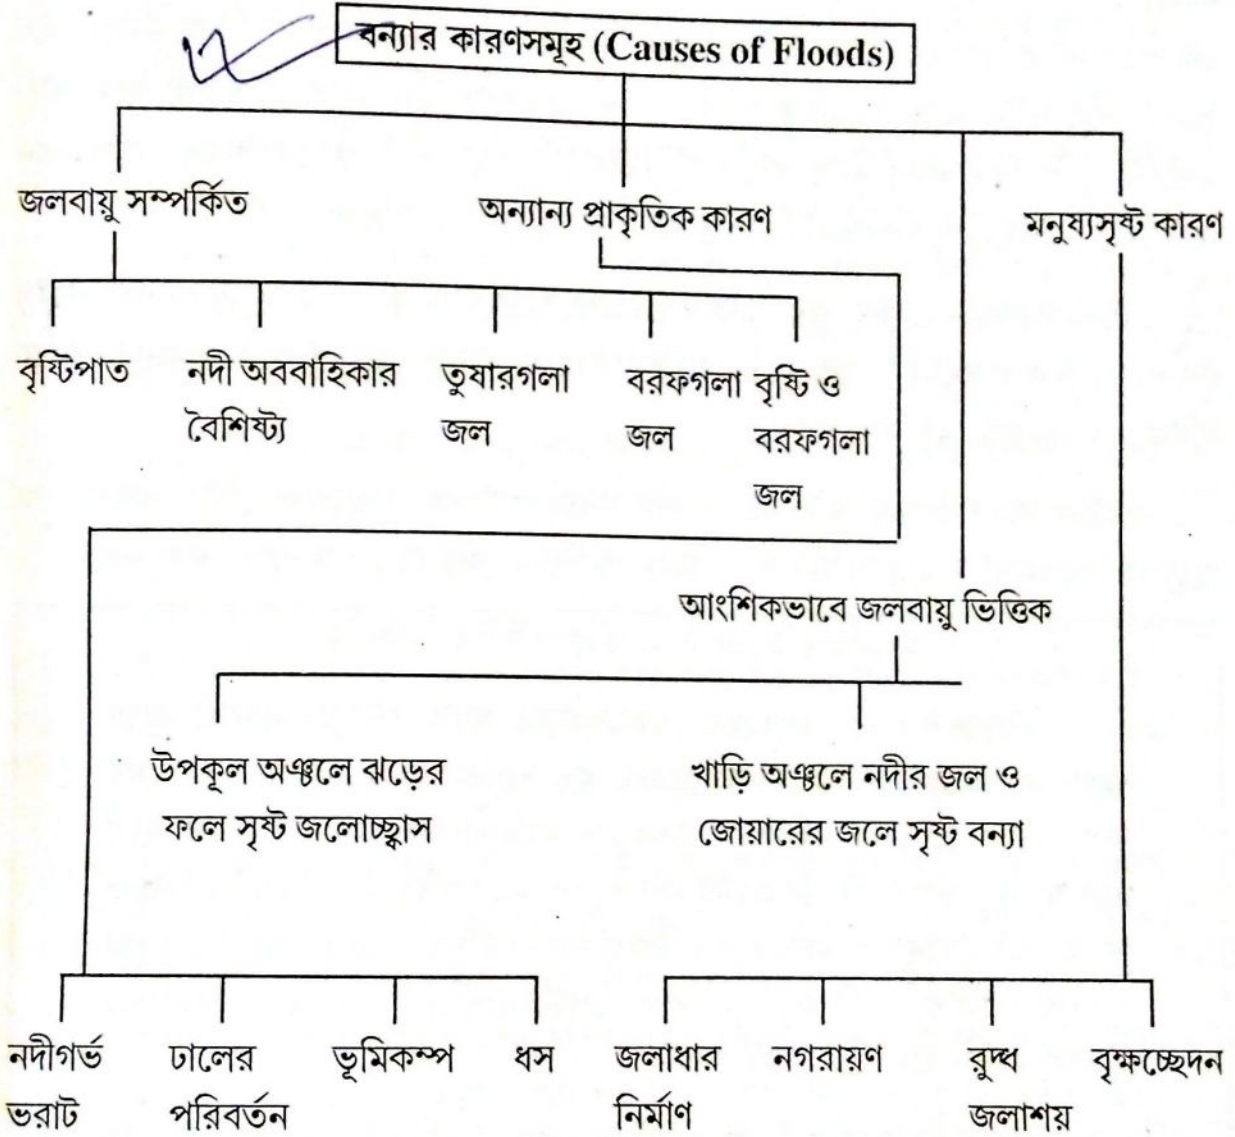 বন্যার কারণসমূহ (Causes of Floods)
জলবায়ু সম্পর্কিত
অন্যান্য প্রাকৃতিক কারণ
মনুষ্যসৃষ্ট কারণ
বৃষ্টিপাত
নদী অববাহিকার
বৈশিষ্ট্য
তুষারগলা
জল
বরফগলা
জল
বৃষ্টি ও
বরফগলা
জল
আংশিকভাবে জলবায়ু ভিত্তিক
উপকূল অঞ্চলে ঝড়ের
ফলে সৃষ্ট জলোচ্ছ্বাস
খাড়ি অঞ্চলে নদীর জল ও
জোয়ারের জলে সৃষ্ট বন্যা
নদীগর্ভ
ভরাট
ঢালের
পরিবর্তন
ভূমিকম্প
ধস
জলাধার
নির্মাণ
নগরায়ণ
রুদ্ধ
জলাশয়
বৃক্ষচ্ছেদন